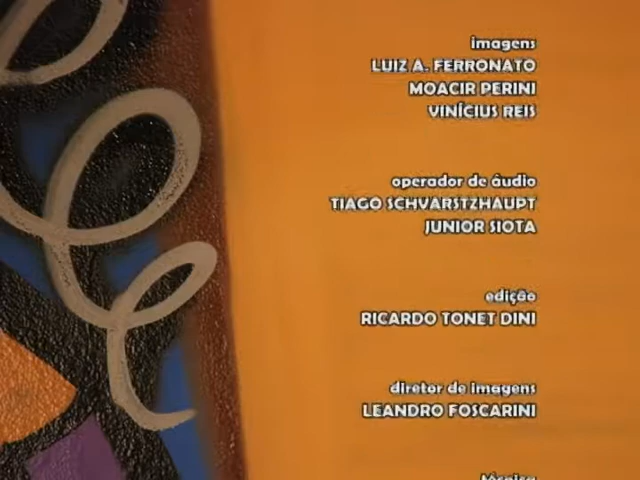 imagens
LUIZ A. FERRONATO
MOACIR PERINI
VINÍCIUS REIS
operador de áudio
TIAGO SCHVARSTZHAUPT
JUNIOR SIOTA
edição
RICARDO TONET DINI
diretor de imagens
LEANDRO FOSCARINI